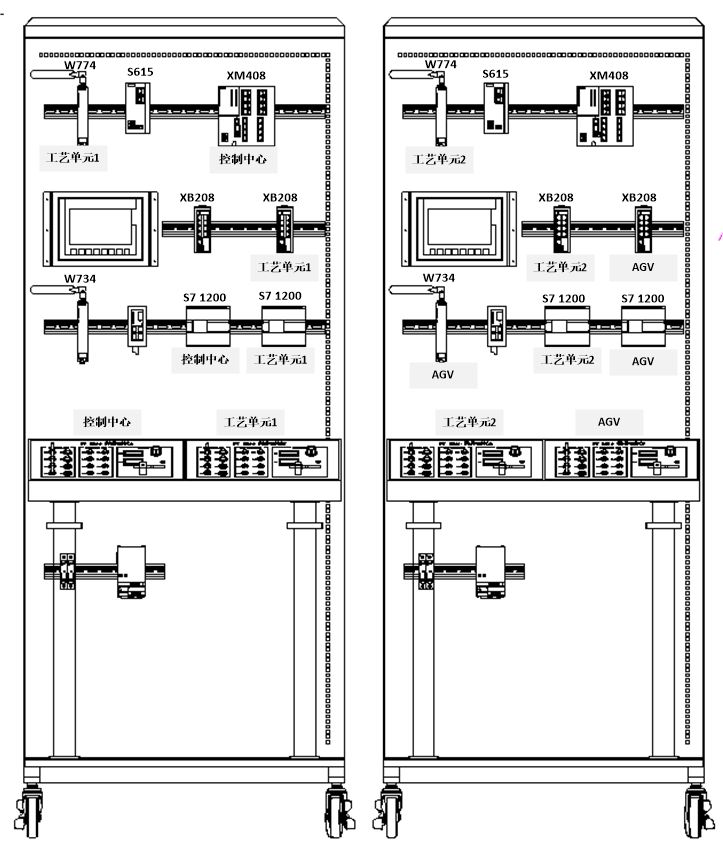 W774
S615
XM408
工艺单元1
控制中心
XB208
XB208
工艺单元1
W734
S7 1200
S7 1200
控制中心
工艺单元1
控制中心
工艺单元1
W774
S615
XM408
工艺单元2
XB208
XB208
工艺单元2
AGV
W734
S7 1200
S7 1200
工艺单元2
AGV
AGV
工艺单元2
AGV